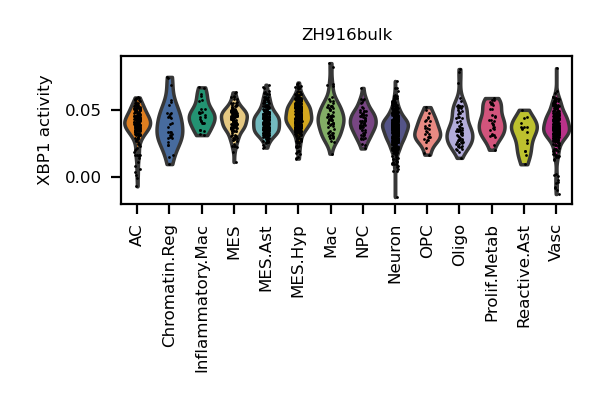 ZH916bulk
XBP1 activity
0.05
0.00
AC
Chromatin.Reg
Inflammatory.Mac
MES
MES.Ast
MES.Hyp
Mac
NPC
Neuron
OPC
Oligo
Prolif.Metab
Reactive.Ast
Vasc